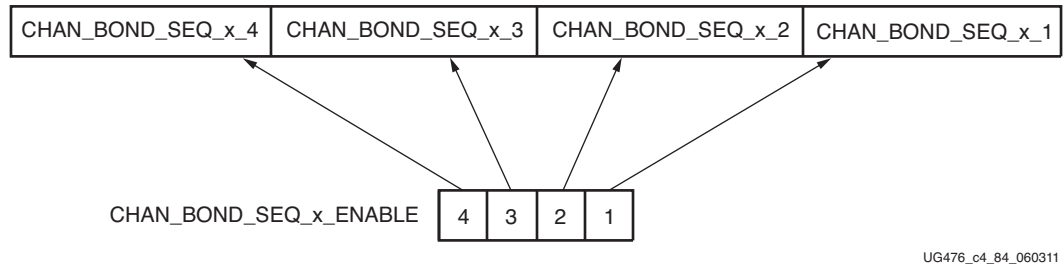 CHAN_BOND_SEQ_x_4 CHAN_BOND_SEQ_x_3 CHAN_BOND_SEQ_x_2 CHAN_BOND_SEQ_x_1
CHAN_BOND_SEQ_x_ENABLE 4 3 2 1
UG476_c4_84_060311